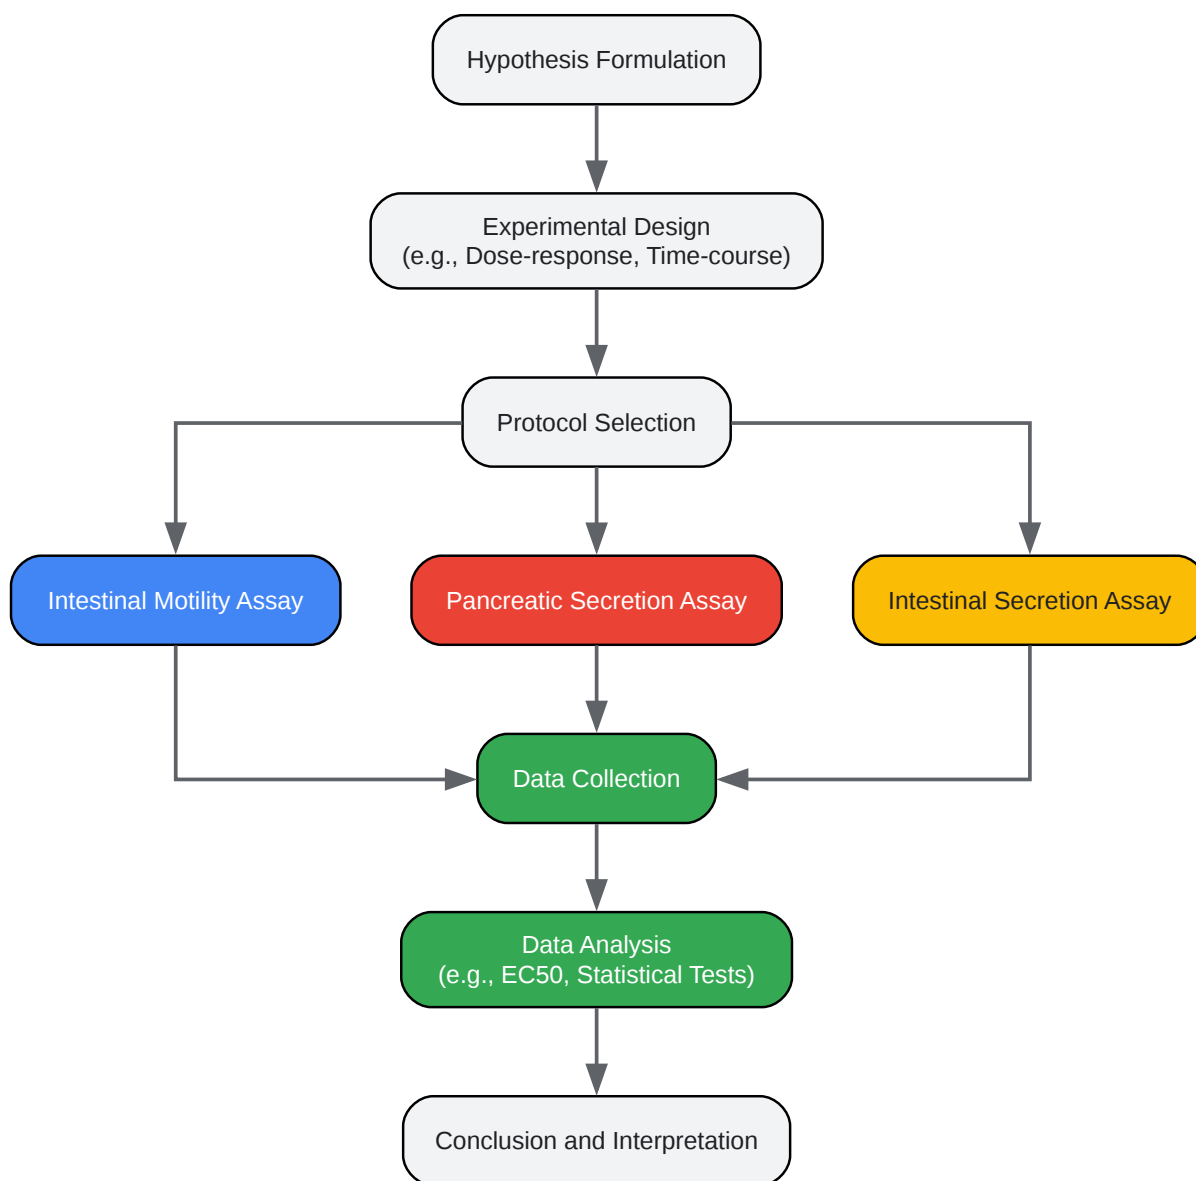 Hypothesis Formulation
Experimental Design
(e.g., Dose-response, Time-course)
Protocol Selection
Intestinal Motility Assay
Pancreatic Secretion Assay
Intestinal Secretion Assay
Data Collection
Data Analysis
(e.g., EC50, Statistical Tests)
Conclusion and Interpretation